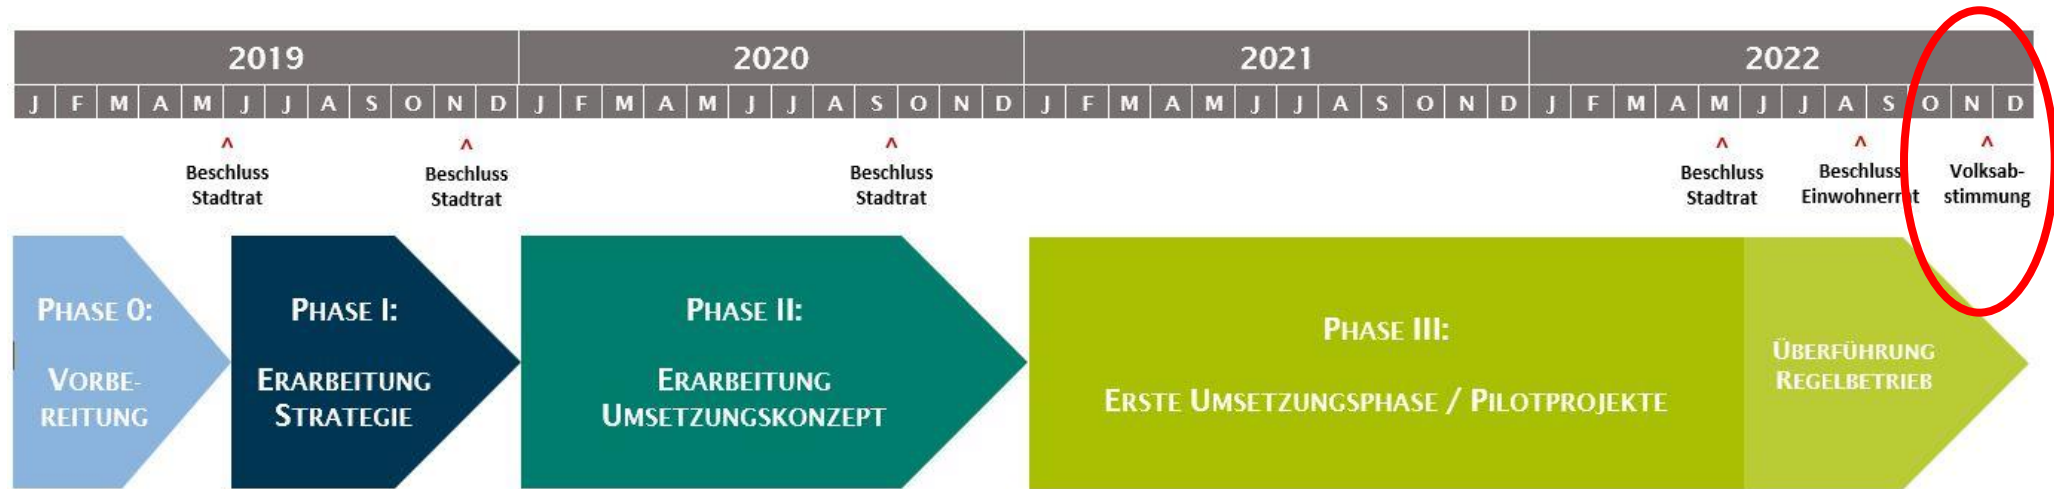 2019 2020 2021 2022
J F M A M J J A S O N D J F M A M J J A S O N D J F M A M J J A S O N D J F M A M J J A S O N D
^ ^ ^ ^ ^ ^
Beschluss
Stadtrat
Beschluss
Stadtrat
Beschluss
Stadtrat
Beschluss
Stadtrat
Beschluss
Einwohnerrat
Volksab-
stimmung
PHASE 0:
VORBE-
REITUNG
PHASE I:
ERARBEITUNG
STRATEGIE
PHASE II:
ERARBEITUNG
UMSETZUNGSKONZEPT
PHASE III:
ERSTE UMSETZUNGSPHASE / PILOTPROJEKTE
ÜBERFÜHRUNG
REGELBETRIEB